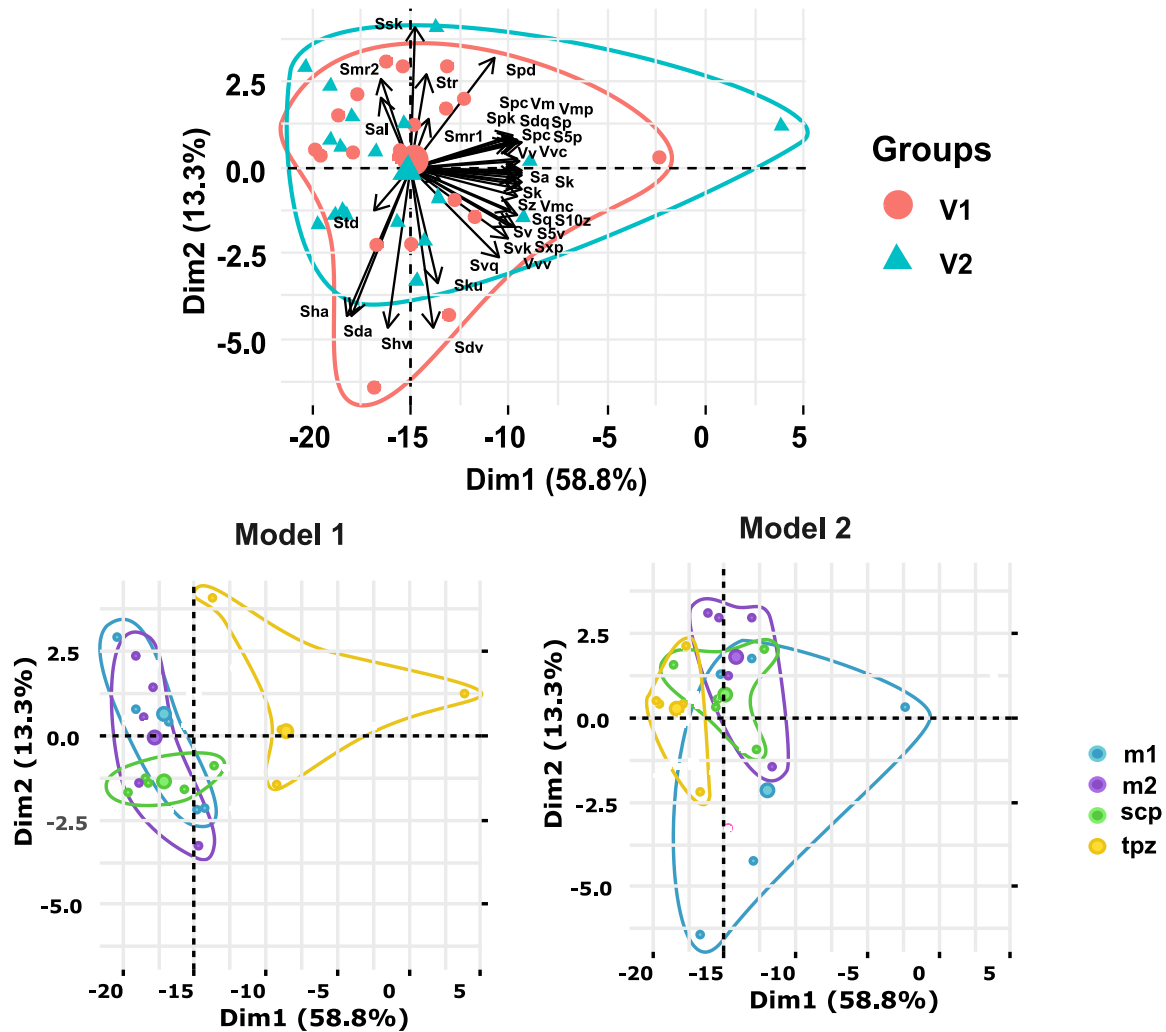 Ssk
Smr2
Str
Spd
2.5
Spc Vm Vmp
Spk Sdq Sp
Sal
Smr1
Spc S5p
Vv Vvc
0.0
Sa Sk
Sk
Sz Vmc
Std
Sq S10z
Sv S5v
-2.5
Svk Sxp
Svq
Vvv
Sku
Sha
Sda
Shv
Sdv
-5.0
Dim2 (13.3%)
-20 -15 -10 -5 0 5
Dim1 (58.8%)
Groups
V1
V2
Model 1
2.5
0.0
-2.5
-5.0
Dim2 (13.3%)
-20 -15 -10 -5 0 5
Dim1 (58.8%)
Model 2
2.5
0.0
-2.5
-5.0
Dim2 (13.3%)
-20 -15 -10 -5 0 5
Dim1 (58.8%)
m1
m2
scp
tpz